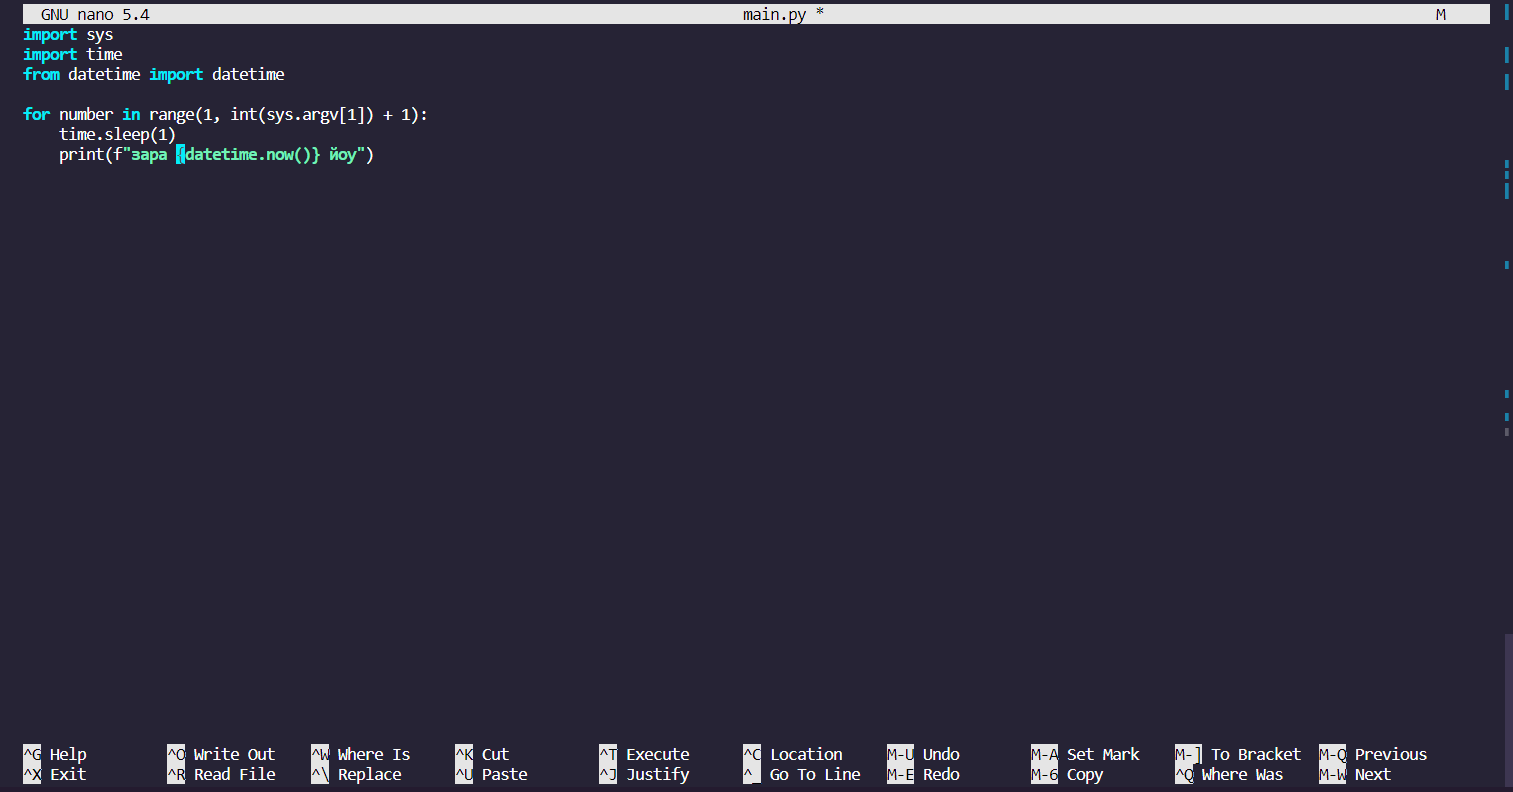 GNU nano 5.4 main.py * M
import sys
import time
from datetime import datetime
for number in range(1, int(sys.argv[1]) + 1):
    time.sleep(1)
    print(f"зара {datetime.now()} йоу")
^G Help ^O Write Out ^W Where Is ^K Cut ^T Execute ^C Location M-U Undo M-A Set Mark M-] To Bracket M-Q Previous
^X Exit ^R Read File ^\ Replace ^U Paste ^J Justify ^_ Go To Line M-E Redo M-6 Copy ^Q Where Was M-W Next